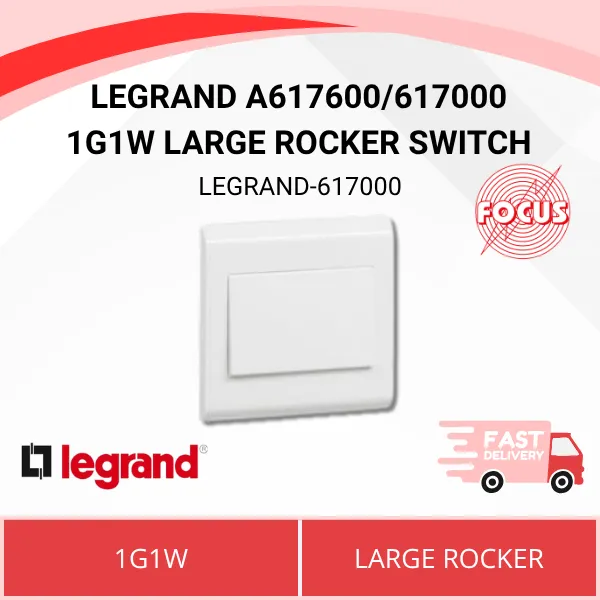 LEGRAND A617600/617000
1G1W LARGE ROCKER SWITCH
LEGRAND-617000
FOCUS
legrand®
FAST
DELIVERY
1G1W
LARGE ROCKER